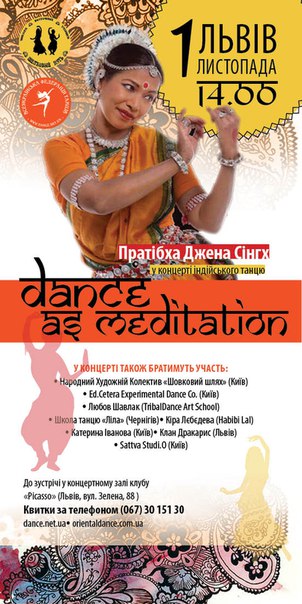 1 ЛЬВІВ
ЛИСТОПАДА
14.00
Пратібха Джена Сінгх
у концерті індійського танцю
dance
as meditation
У КОНЦЕРТІ ТАКОЖ БРАТИМУТЬ УЧАСТЬ:
• Народний Художній Колектив «Шовковий шлях» (Київ)
• Ed.Cetera Experimental Dance Co. (Київ)
• Любов Шавлак (TribalDance Art School)
• Школа танцю «Ліла» (Чернігів) • Кіра Лєбєдева (Habibi Lal)
• Катерина Іванова (Київ) • Клан Дракарис (Львів)
• Sattva Studi.O (Київ)
До зустрічі у концертному залі клубу
«Picasso» (Львів, вул. Зелена, 88 )
Квитки за телефоном (067) 30 151 30
dance.net.ua• orientaldance.com.ua